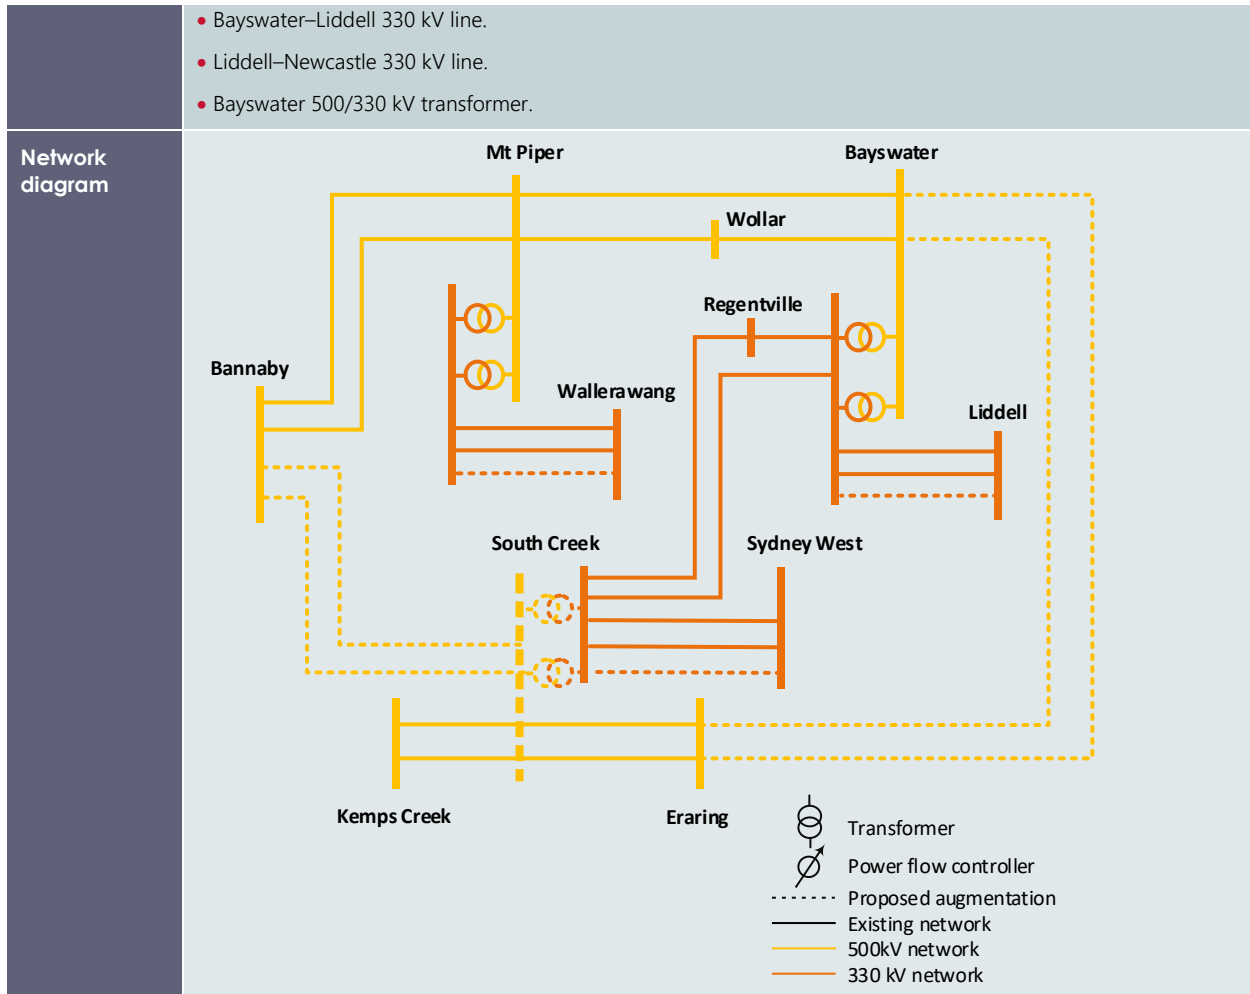 • Bayswater–Liddell 330 kV line.
• Liddell–Newcastle 330 kV line.
• Bayswater 500/330 kV transformer.
Network
diagram
Mt Piper
Bayswater
Wollar
Regentville
Bannaby
Wallerawang
Liddell
South Creek
Sydney West
Kemps Creek
Eraring
Transformer
Power flow controller
Proposed augmentation
Existing network
500kV network
330 kV network